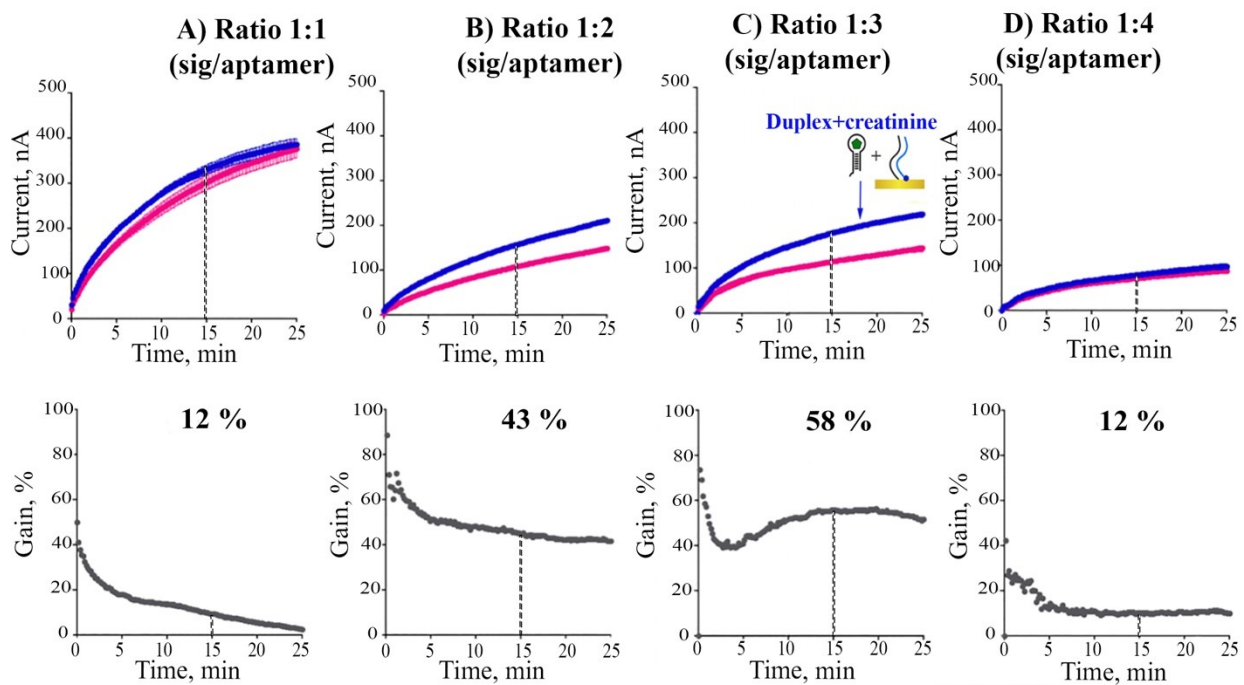 A) Ratio 1:1
(sig/aptamer)
B) Ratio 1:2
(sig/aptamer)
C) Ratio 1:3
(sig/aptamer)
D) Ratio 1:4
(sig/aptamer)
Current, nA
500
400
300
200
100
0
0 5 10 15 20 25
Time, min
Current, nA
500
400
300
200
100
0
0 5 10 15 20 25
Time, min
Current, nA
500
400
300
200
100
0
Duplex+creatinine
+
0 5 10 15 20 25
Time, min
Current, nA
500
400
300
200
100
0
0 5 10 15 20 25
Time, min
Gain, %
100
80
60
40
20
0
12 %
0 5 10 15 20 25
Time, min
Gain, %
100
80
60
40
20
0
43 %
0 5 10 15 20 25
Time, min
Gain, %
100
80
60
40
20
0
58 %
0 5 10 15 20 25
Time, min
Gain, %
100
80
60
40
20
0
12 %
0 5 10 15 20 25
Time, min